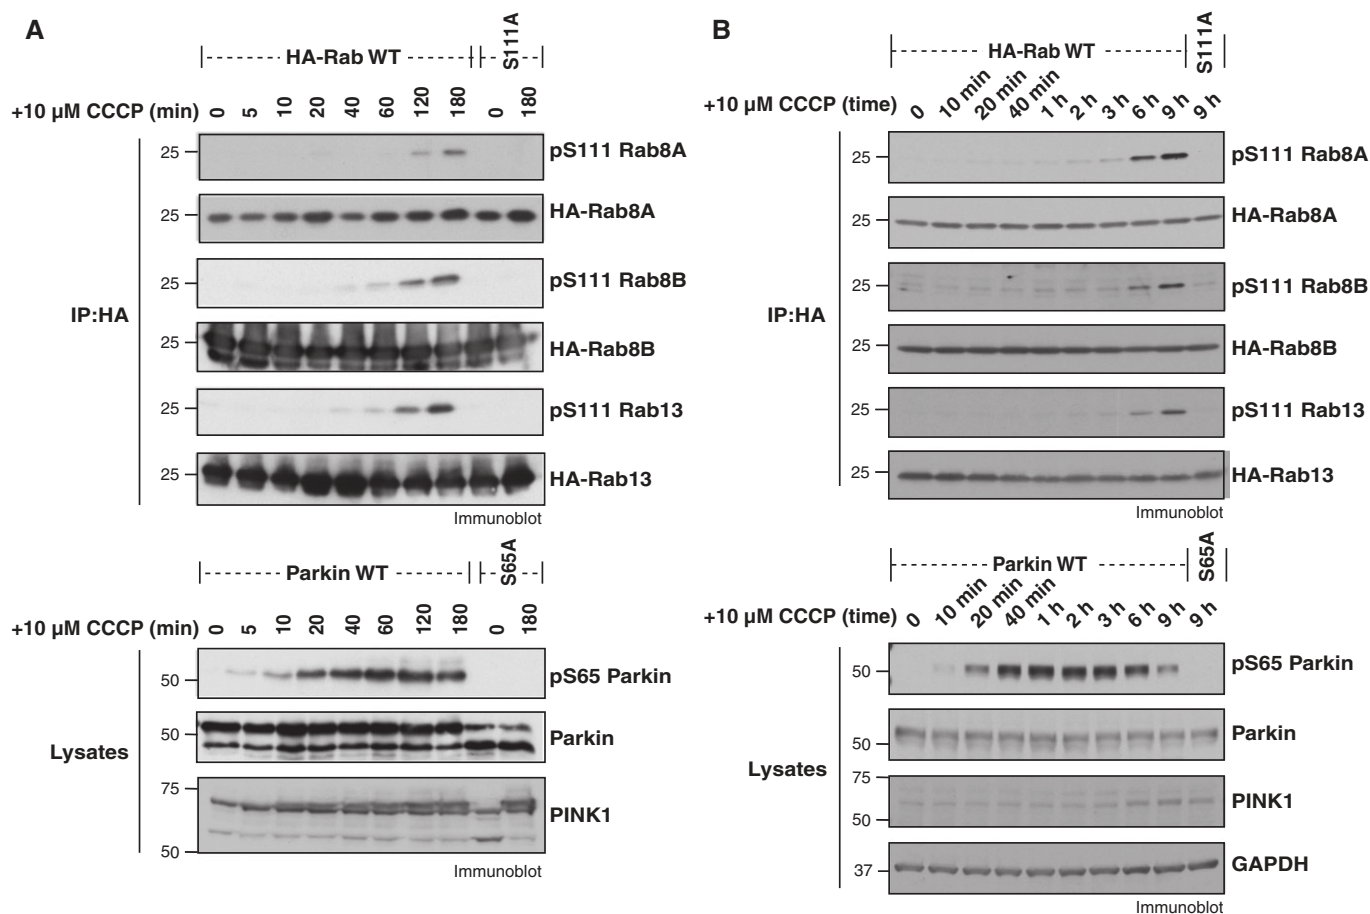 A
HA-Rab WT
S111A
+10 µM CCCP (min) 0 5 10 20 40 60 120 180 0 180
25 pS111 Rab8A
25 HA-Rab8A
25 pS111 Rab8B
IP:HA
25 HA-Rab8B
25 pS111 Rab13
25 HA-Rab13
Immunoblot
Parkin WT
S65A
+10 µM CCCP (min) 0 5 10 20 40 60 120 180 0 180
50 pS65 Parkin
50 Parkin
Lysates
75
PINK1
50
Immunoblot
B
HA-Rab WT
S111A
+10 µM CCCP (time) 0 10 min 20 min 40 min 1 h 2 h 3 h 6 h 9 h 9 h
25 pS111 Rab8A
25 HA-Rab8A
25 pS111 Rab8B
IP:HA
25 HA-Rab8B
25 pS111 Rab13
25 HA-Rab13
Immunoblot
Parkin WT
S65A
+10 µM CCCP (time) 0 10 min 20 min 40 min 1 h 2 h 3 h 6 h 9 h 9 h
50 pS65 Parkin
50 Parkin
Lysates
75
PINK1
50
37 GAPDH
Immunoblot